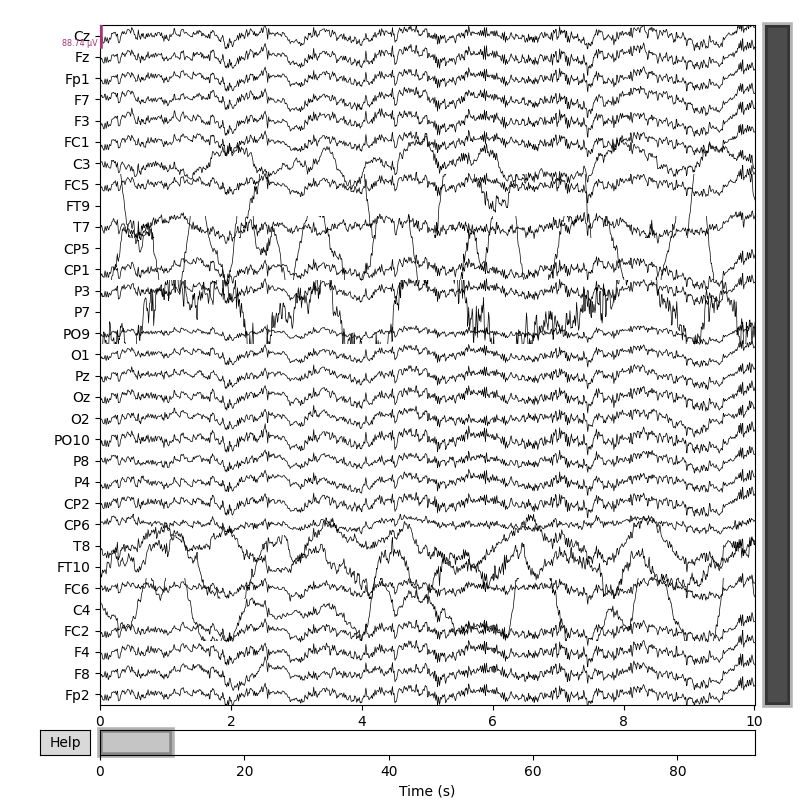 Cz
88.74 µV
Fz
Fp1
F7
F3
FC1
C3
FC5
FT9
T7
CP5
CP1
P3
P7
PO9
O1
Pz
Oz
O2
PO10
P8
P4
CP2
CP6
T8
FT10
FC6
C4
FC2
F4
F8
Fp2
0 2 4 6 8 10
Help
0 20 40 60 80
Time (s)